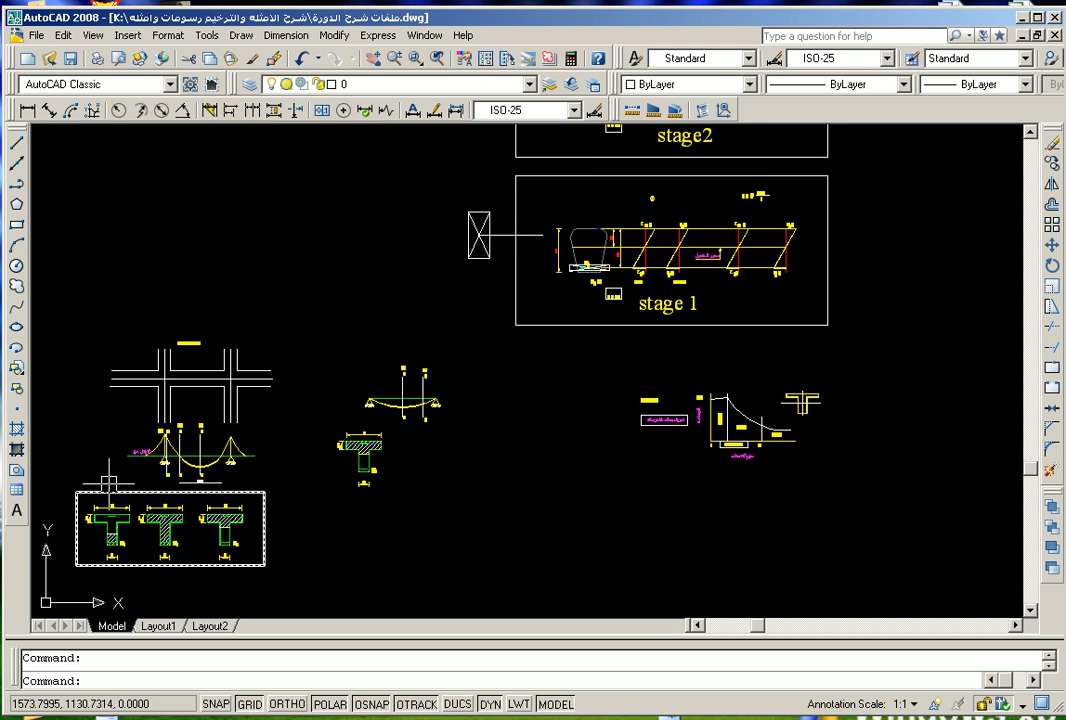 AutoCAD 2008 - [K:\ملفات شرح الدورة\شرح الامثله والترخيم رسومات وامثله.dwg]
File Edit View Insert Format Tools Draw Dimension Modify Express Window Help
Type a question for help
Standard ISO-25 Standard
AutoCAD Classic 0 ByLayer ByLayer ByLayer
ISO-25
stage2
stage 1
Y
X
Model Layout1 Layout2
Command:
Command:
1573.7995, 1130.7314, 0.0000 SNAP GRID ORTHO POLAR OSNAP OTRACK DUCS DYN LWT MODEL Annotation Scale: 1:1